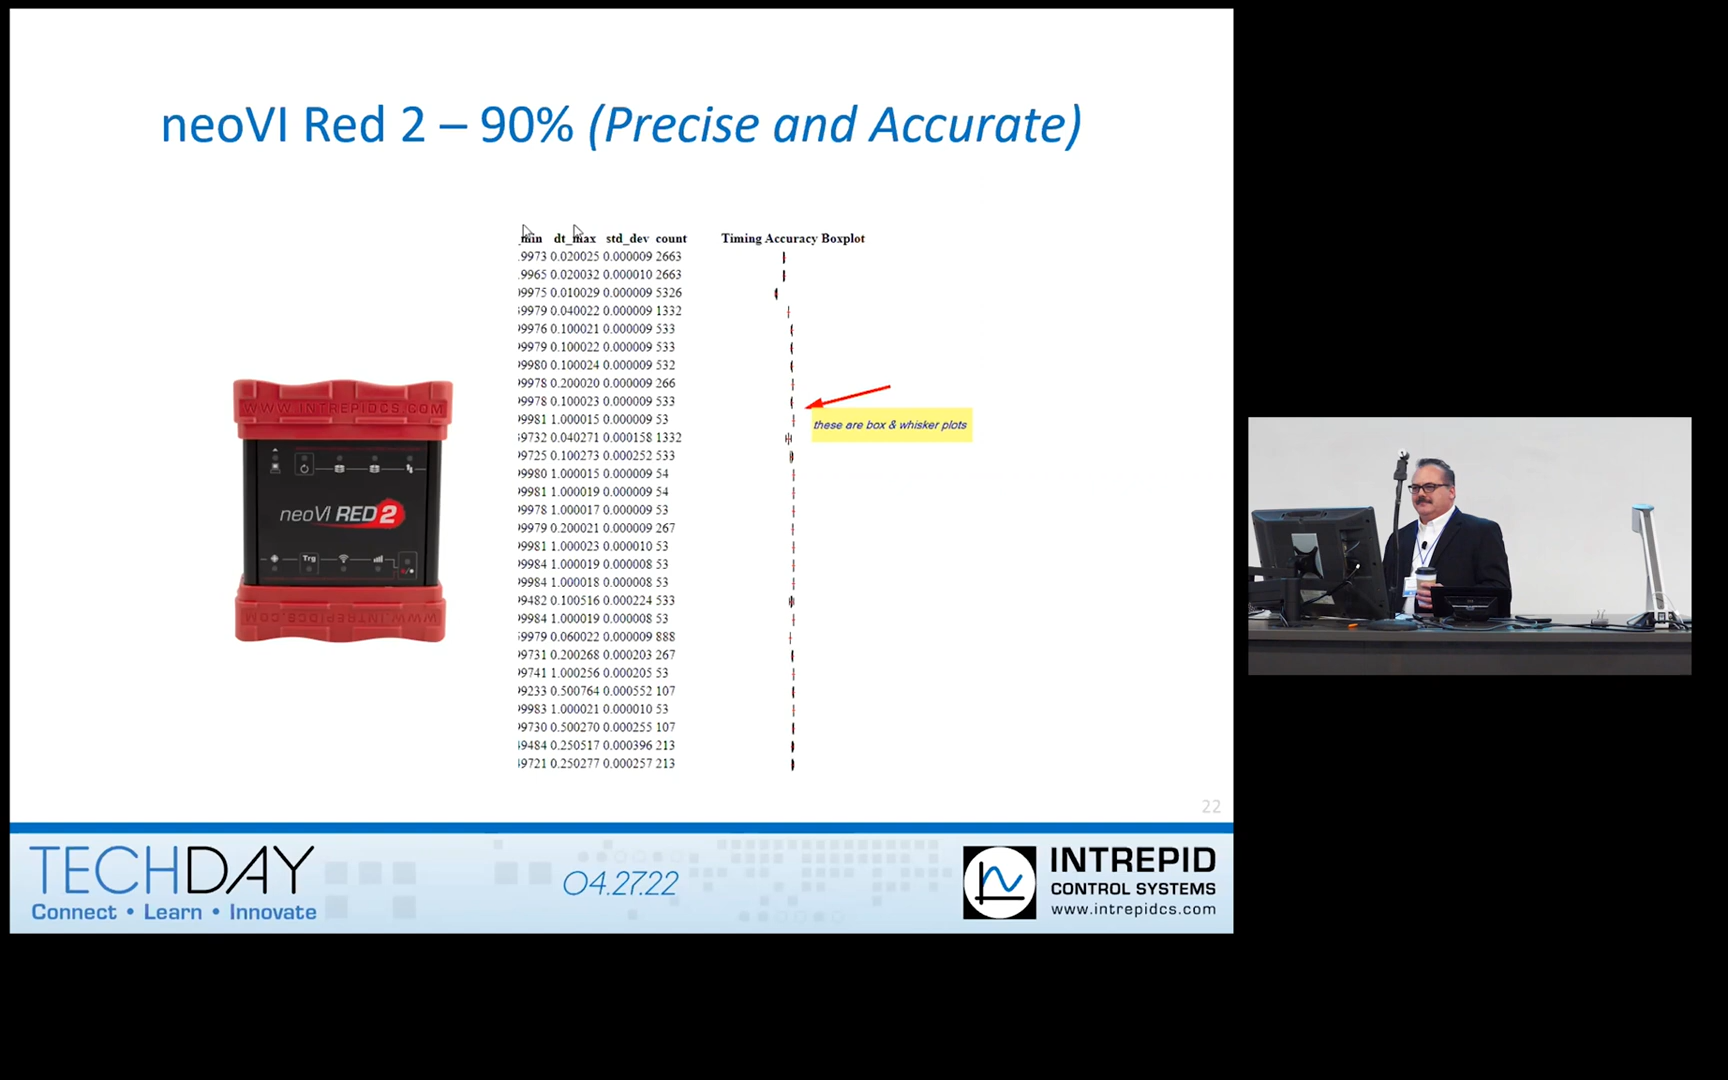 neoVI Red 2 – 90% (Precise and Accurate)
min dt_max std_dev count Timing Accuracy Boxplot
9973 0.020025 0.000009 2663
.9965 0.020032 0.000010 2663
9975 0.010029 0.000009 5326
9979 0.040022 0.000009 1332
9976 0.100021 0.000009 533
9979 0.100022 0.000009 533
9980 0.100024 0.000009 532
9978 0.200020 0.000009 266
9978 0.100023 0.000009 533
9981 1.000015 0.000009 53
9732 0.040271 0.000158 1332
9725 0.100273 0.000252 533
9980 1.000015 0.000009 54
9981 1.000019 0.000009 54
9978 1.000017 0.000009 53
9979 0.200021 0.000009 267
9981 1.000023 0.000010 53
9984 1.000019 0.000008 53
9984 1.000018 0.000008 53
99482 0.100516 0.000224 533
9984 1.000019 0.000008 53
9979 0.060022 0.000009 888
9731 0.200268 0.000203 267
9741 1.000256 0.000205 53
99233 0.500764 0.000552 107
9983 1.000021 0.000010 53
9730 0.500270 0.000255 107
9484 0.250517 0.000396 213
9721 0.250277 0.000257 213
these are box & whisker plots
WWW.INTREPIDCS.COM
neoVI RED 2
Trg
WWW.INTREPIDCS.COM
22
TECHDAY
Connect • Learn • Innovate
04.27.22
INTREPID
CONTROL SYSTEMS
www.intrepidcs.com